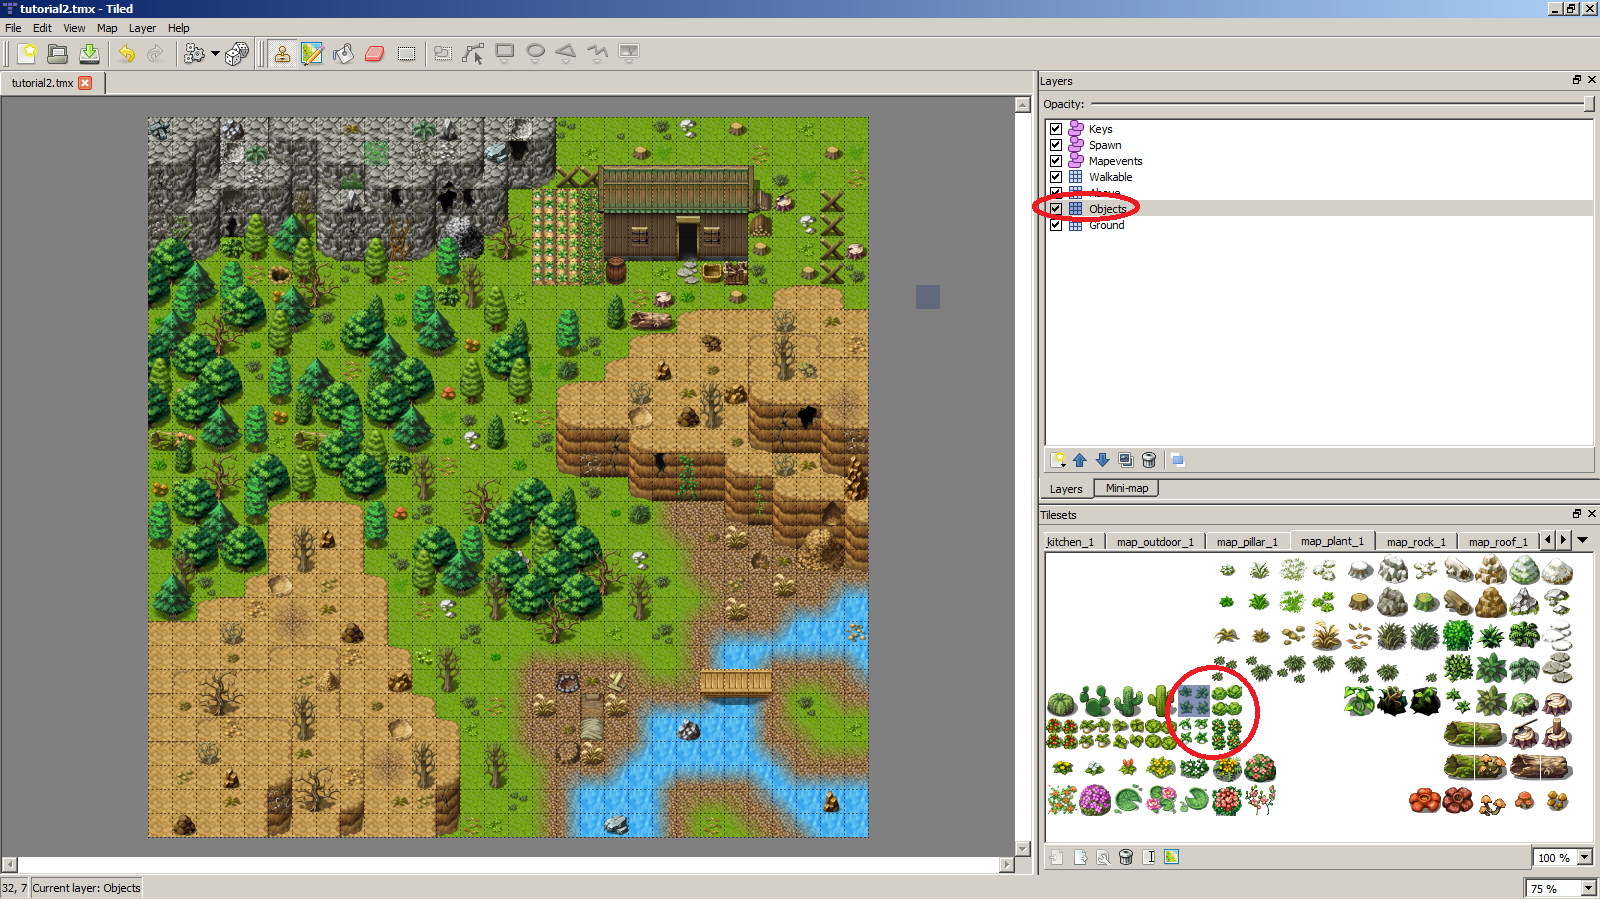 tutorial2.tmx - Tiled
File Edit View Map Layer Help
tutorial2.tmx
Layers
Opacity:
Keys
Spawn
Mapevents
Walkable
Above
Objects
Ground
Layers Mini-map
Tilesets
kitchen_1 map_outdoor_1 map_pillar_1 map_plant_1 map_rock_1 map_roof_1
100 %
32, 7 Current layer: Objects
75 %